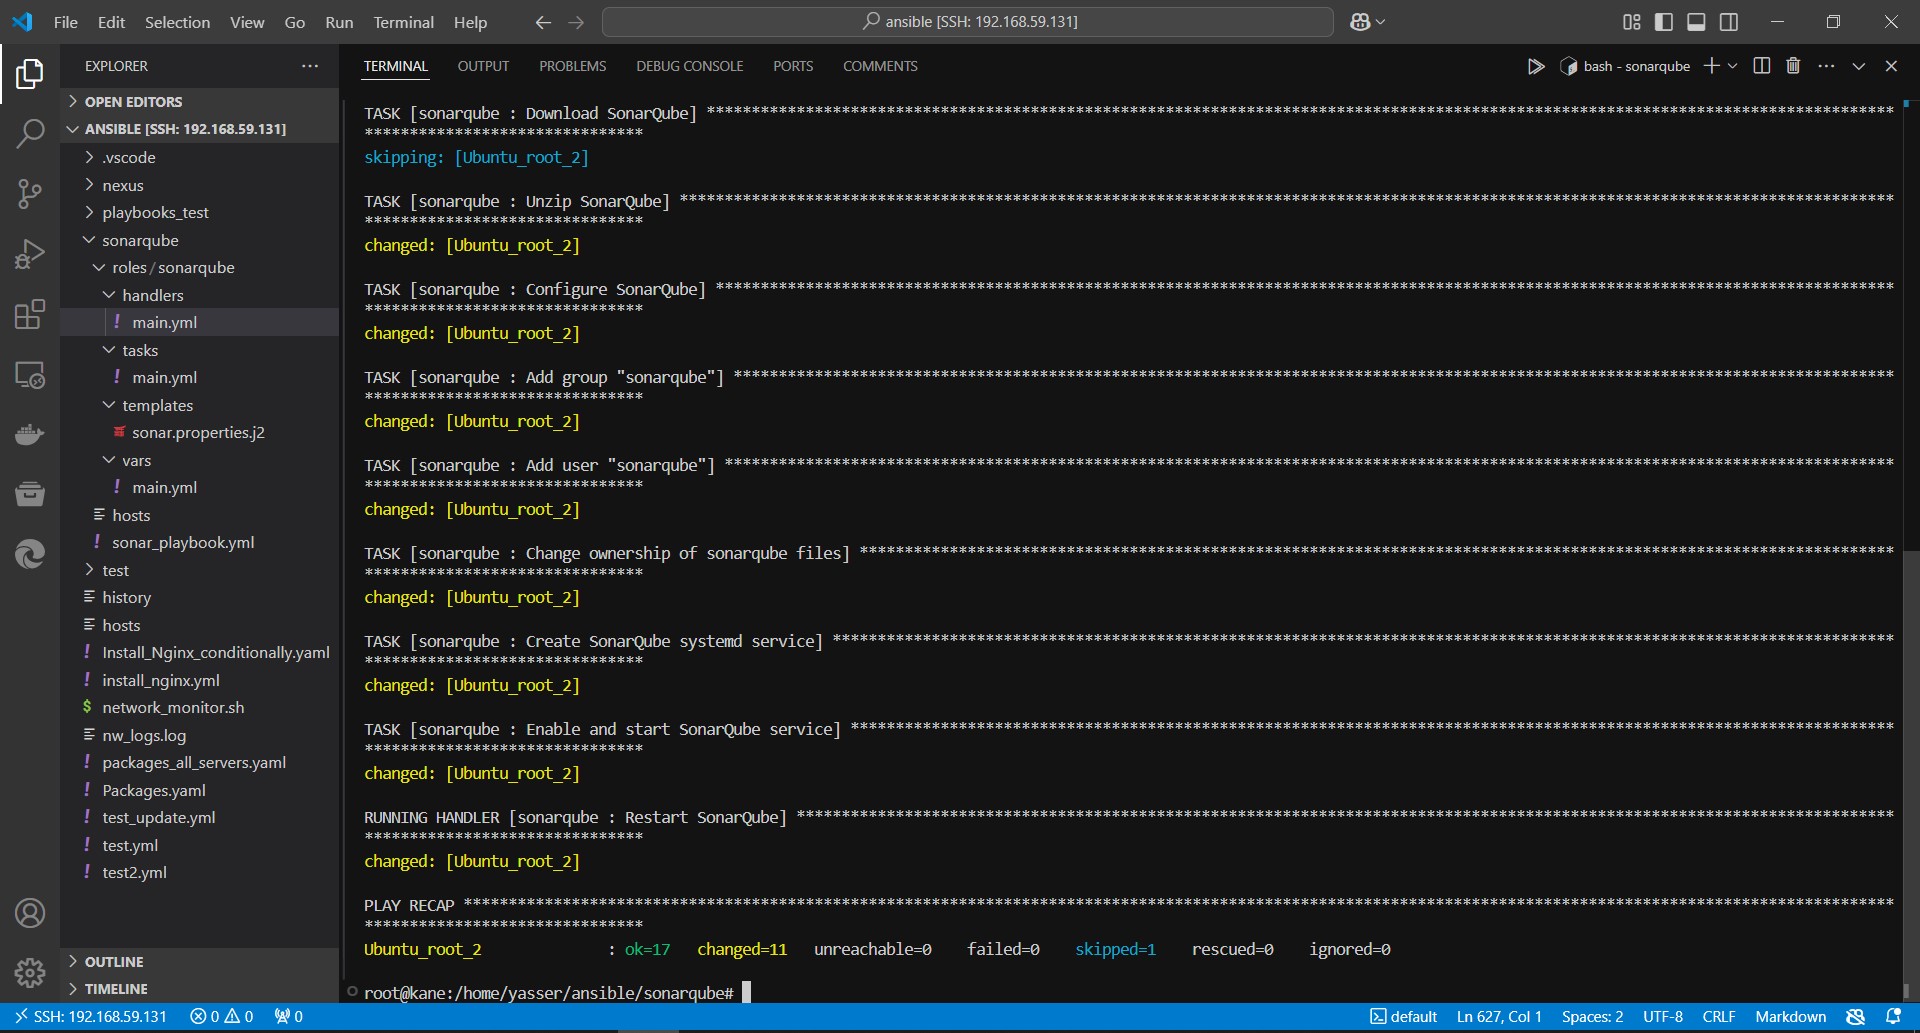 File Edit Selection View Go Run Terminal Help
ansible [SSH: 192.168.59.131]
EXPLORER
OPEN EDITORS
ANSIBLE [SSH: 192.168.59.131]
.vscode
nexus
playbooks_test
sonarqube
roles / sonarqube
handlers
! main.yml
tasks
! main.yml
templates
sonar.properties.j2
vars
! main.yml
hosts
! sonar_playbook.yml
test
history
hosts
! Install_Nginx_conditionally.yaml
! install_nginx.yml
$ network_monitor.sh
nw_logs.log
! packages_all_servers.yaml
! Packages.yaml
! test_update.yml
! test.yml
! test2.yml
OUTLINE
TIMELINE
TERMINAL OUTPUT PROBLEMS DEBUG CONSOLE PORTS COMMENTS
bash - sonarqube
TASK [sonarqube : Download SonarQube] ************************************************************************************************************************************
*******************************
skipping: [Ubuntu_root_2]
TASK [sonarqube : Unzip SonarQube] ***************************************************************************************************************************************
*******************************
changed: [Ubuntu_root_2]
TASK [sonarqube : Configure SonarQube] ***********************************************************************************************************************************
*******************************
changed: [Ubuntu_root_2]
TASK [sonarqube : Add group "sonarqube"] *********************************************************************************************************************************
*******************************
changed: [Ubuntu_root_2]
TASK [sonarqube : Add user "sonarqube"] **********************************************************************************************************************************
*******************************
changed: [Ubuntu_root_2]
TASK [sonarqube : Change ownership of sonarqube files] *******************************************************************************************************************
*******************************
changed: [Ubuntu_root_2]
TASK [sonarqube : Create SonarQube systemd service] **********************************************************************************************************************
*******************************
changed: [Ubuntu_root_2]
TASK [sonarqube : Enable and start SonarQube service] ********************************************************************************************************************
*******************************
changed: [Ubuntu_root_2]
RUNNING HANDLER [sonarqube : Restart SonarQube] **************************************************************************************************************************
*******************************
changed: [Ubuntu_root_2]
PLAY RECAP ***************************************************************************************************************************************************************
*******************************
Ubuntu_root_2 : ok=17 changed=11 unreachable=0 failed=0 skipped=1 rescued=0 ignored=0
root@kane:/home/yasser/ansible/sonarqube#
SSH: 192.168.59.131 0 0 0 default Ln 627, Col 1 Spaces: 2 UTF-8 CRLF Markdown